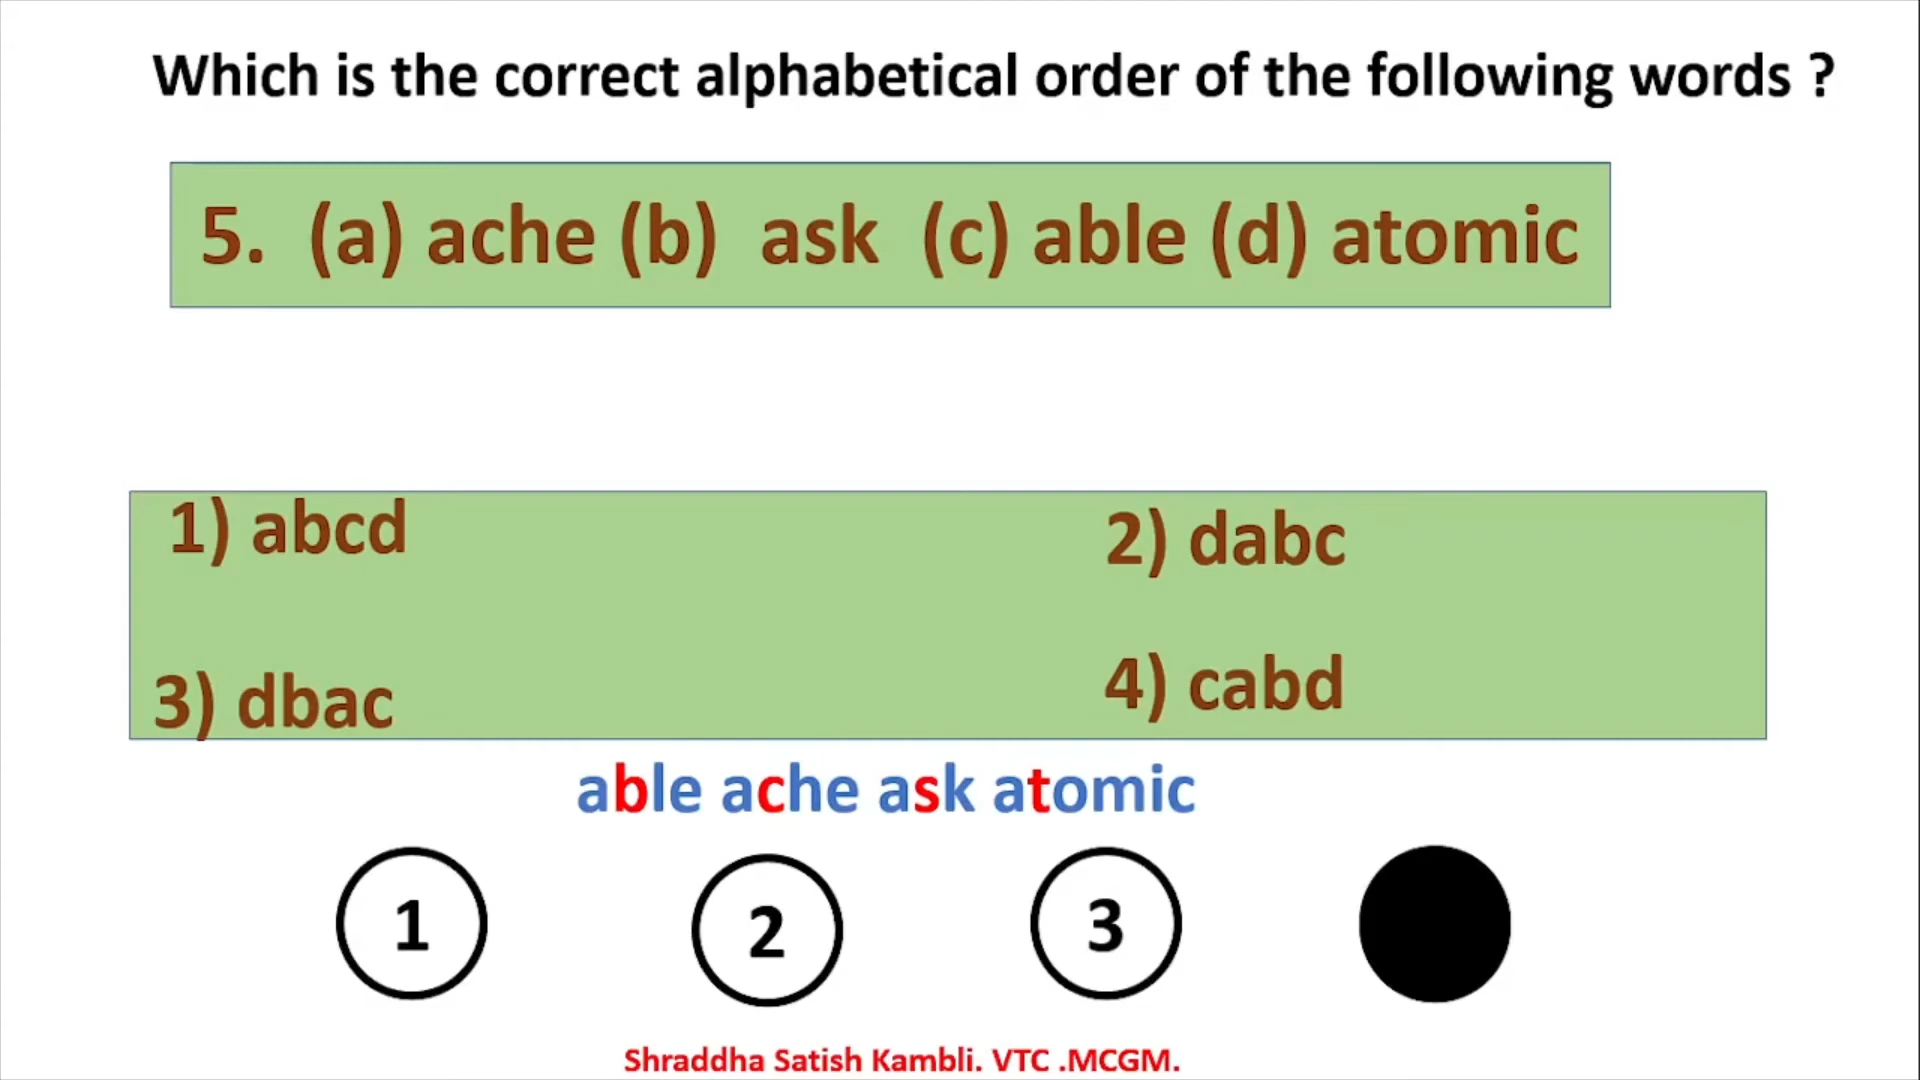 Which is the correct alphabetical order of the following words ?
5. (a) ache (b) ask (c) able (d) atomic
1) abcd 2) dabc
3) dbac 4) cabd
able ache ask atomic
1 2 3
Shraddha Satish Kambli. VTC .MCGM.